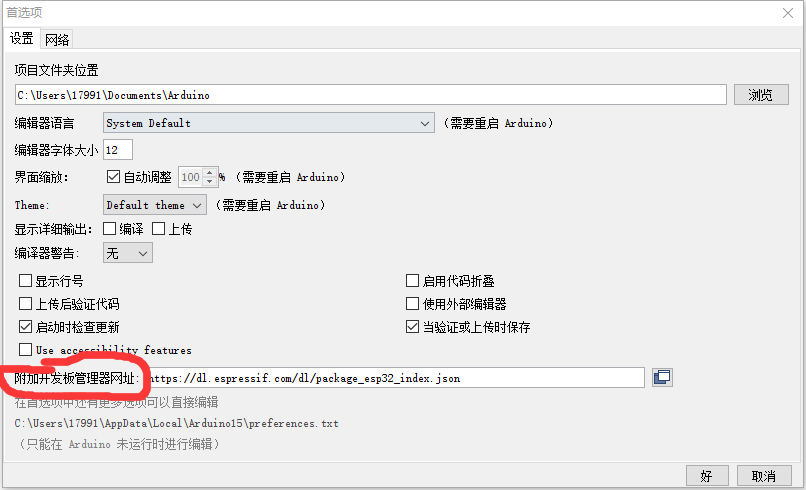 首选项
设置 网络
项目文件夹位置
C:\Users\17991\Documents\Arduino 浏览
编辑器语言 System Default （需要重启 Arduino）
编辑器字体大小 12
界面缩放： 自动调整 100 % （需要重启 Arduino）
Theme: Default theme （需要重启 Arduino）
显示详细输出： 编译 上传
编译器警告: 无
显示行号 启用代码折叠
上传后验证代码 使用外部编辑器
启动时检查更新 当验证或上传时保存
Use accessibility features
附加开发板管理器网址: https://dl.espressif.com/dl/package_esp32_index.json
在首选项中还有更多选项可以直接编辑
C:\Users\17991\AppData\Local\Arduino15\preferences.txt
（只能在 Arduino 未运行时进行编辑）
好 取消